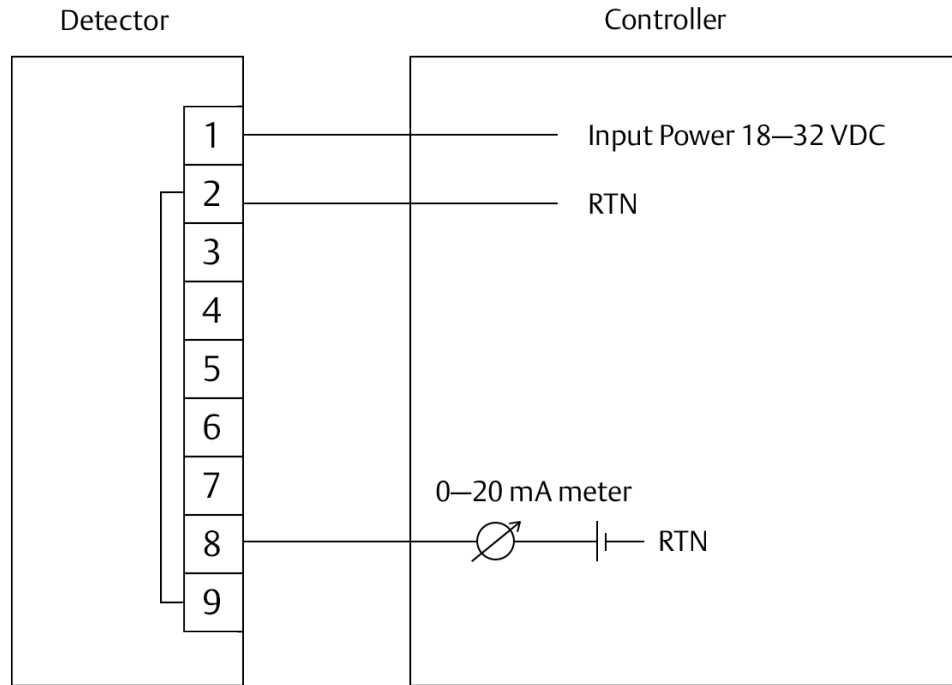 Detector
Controller
1
Input Power 18—32 VDC
2
RTN
3
4
5
6
7
0—20 mA meter
8
RTN
9